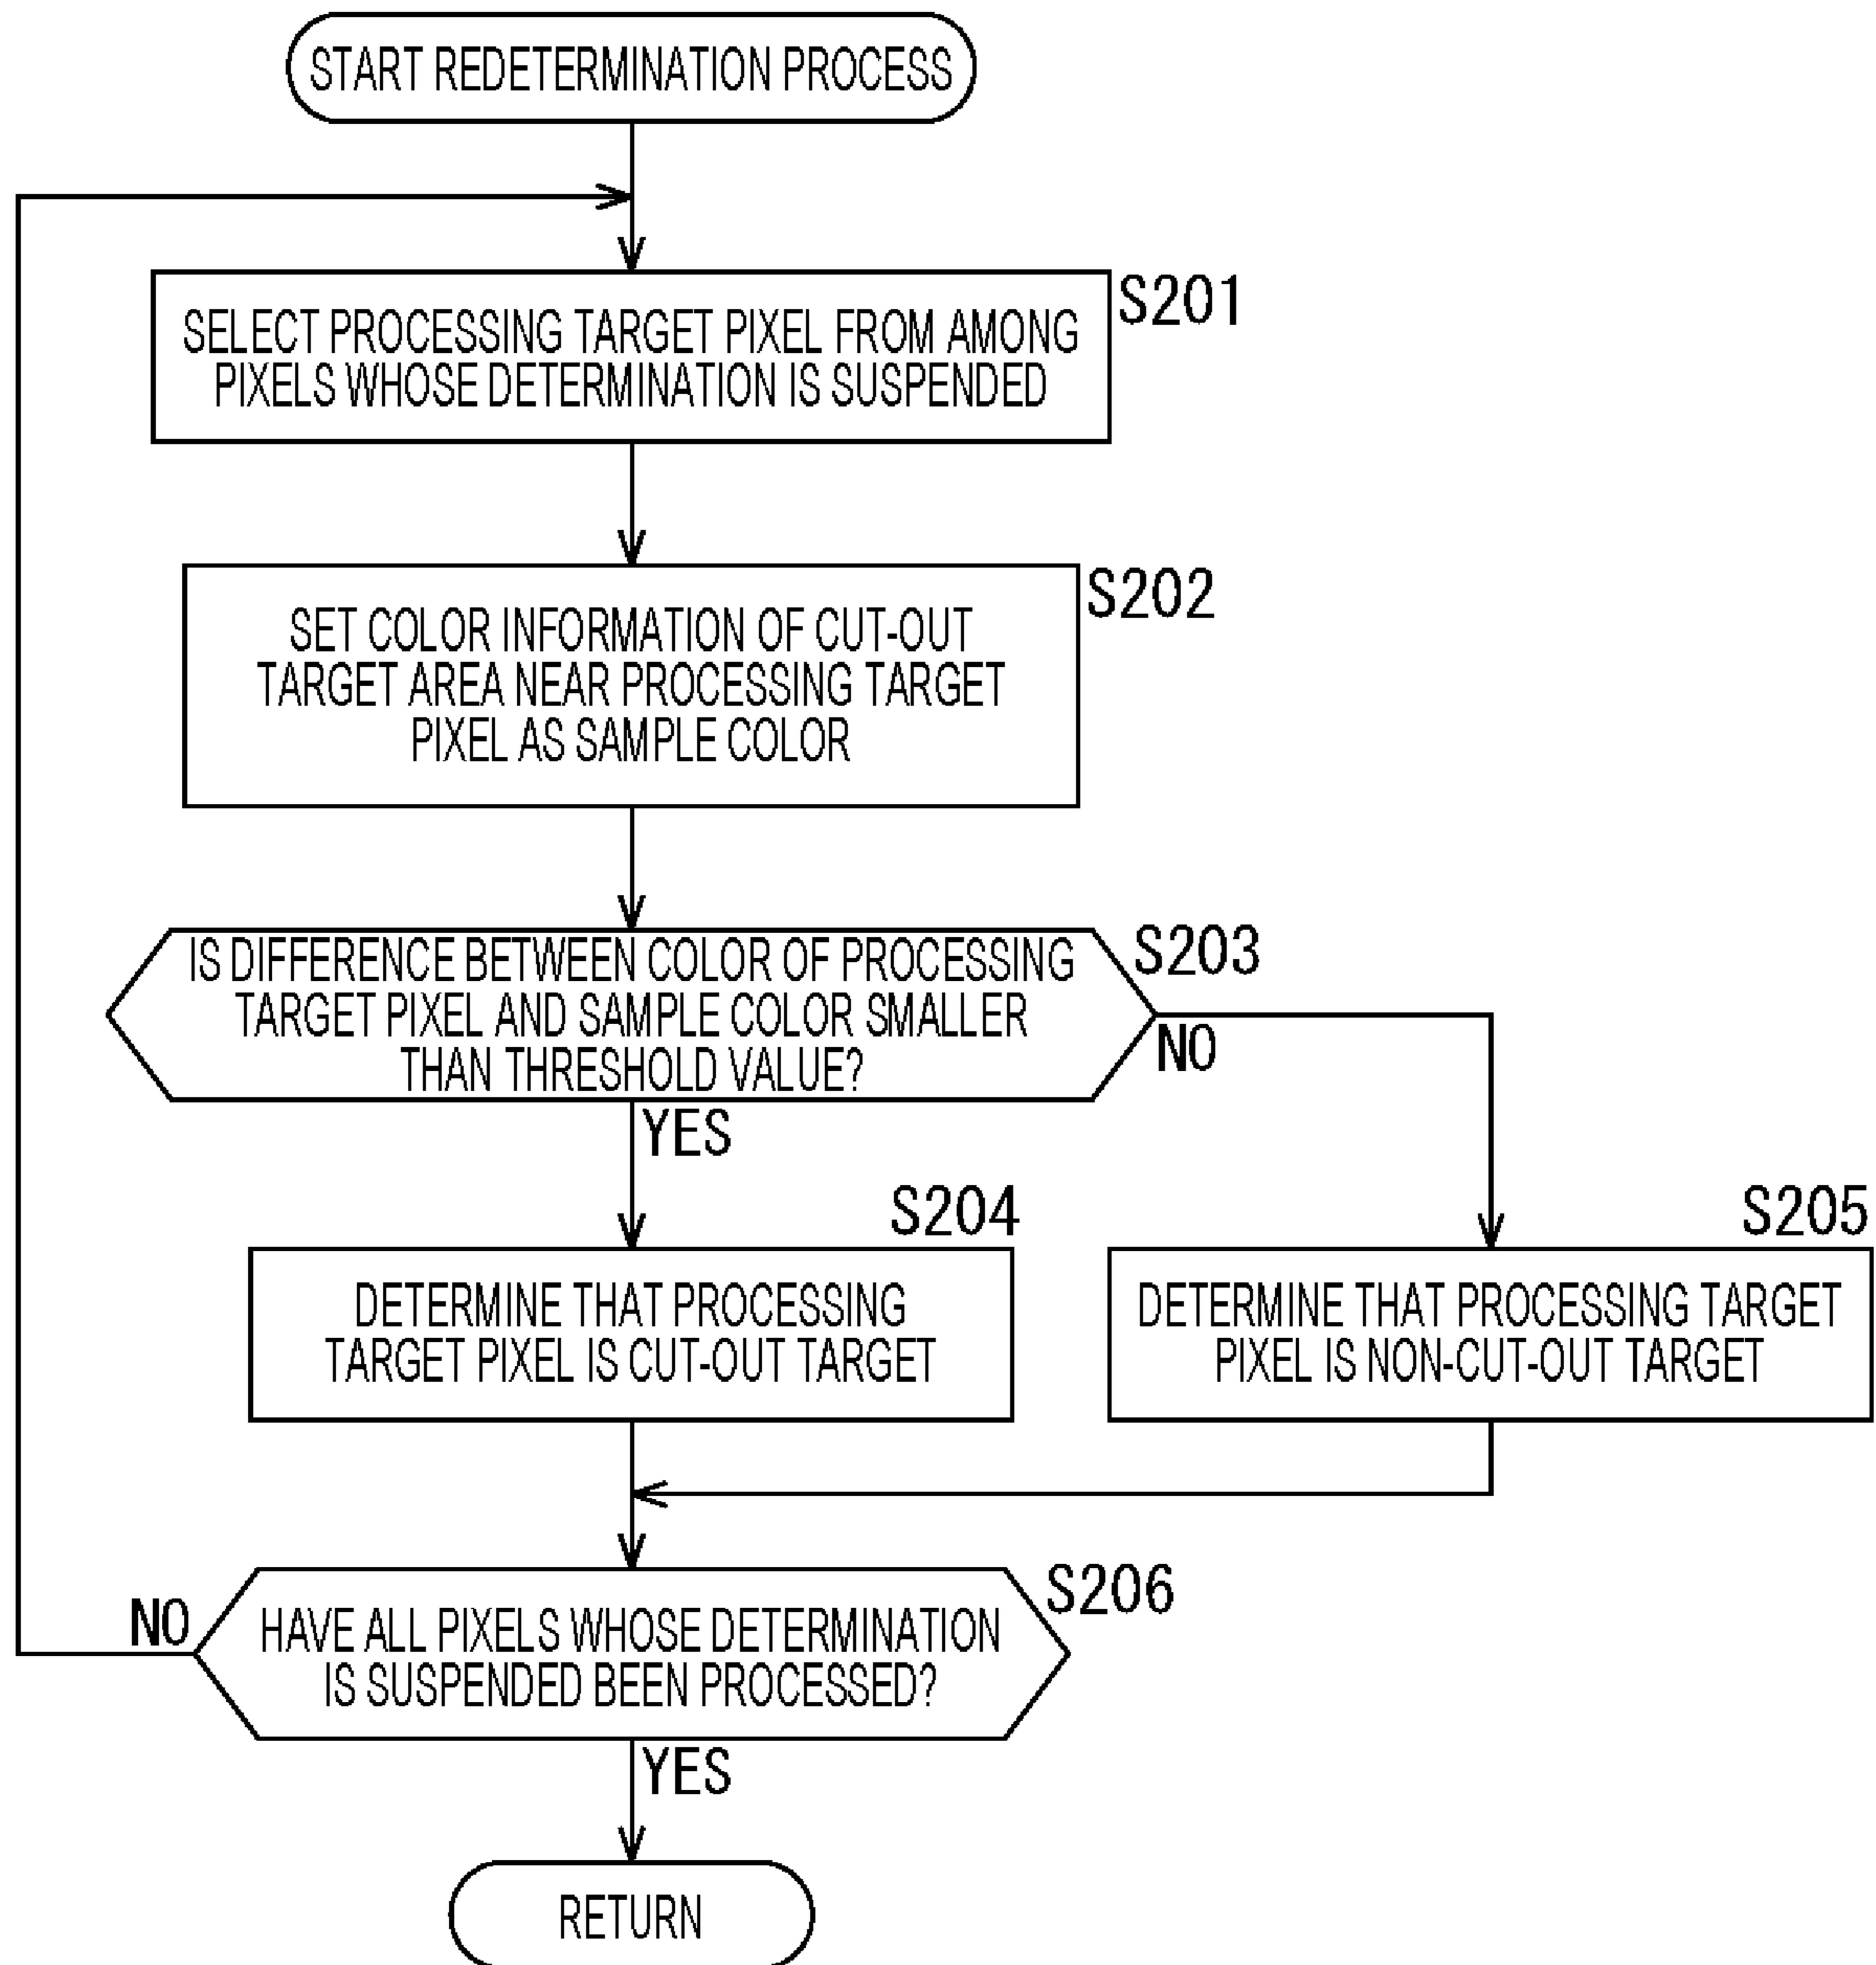 START REDETERMINATION PROCESS
S201
SELECT PROCESSING TARGET PIXEL FROM AMONG
PIXELS WHOSE DETERMINATION IS SUSPENDED
S202
SET COLOR INFORMATION OF CUT-OUT
TARGET AREA NEAR PROCESSING TARGET
PIXEL AS SAMPLE COLOR
S203
IS DIFFERENCE BETWEEN COLOR OF PROCESSING
TARGET PIXEL AND SAMPLE COLOR SMALLER
THAN THRESHOLD VALUE?
NO
YES
S204
DETERMINE THAT PROCESSING
TARGET PIXEL IS CUT-OUT TARGET
S205
DETERMINE THAT PROCESSING TARGET
PIXEL IS NON-CUT-OUT TARGET
S206
NO
HAVE ALL PIXELS WHOSE DETERMINATION
IS SUSPENDED BEEN PROCESSED?
YES
RETURN